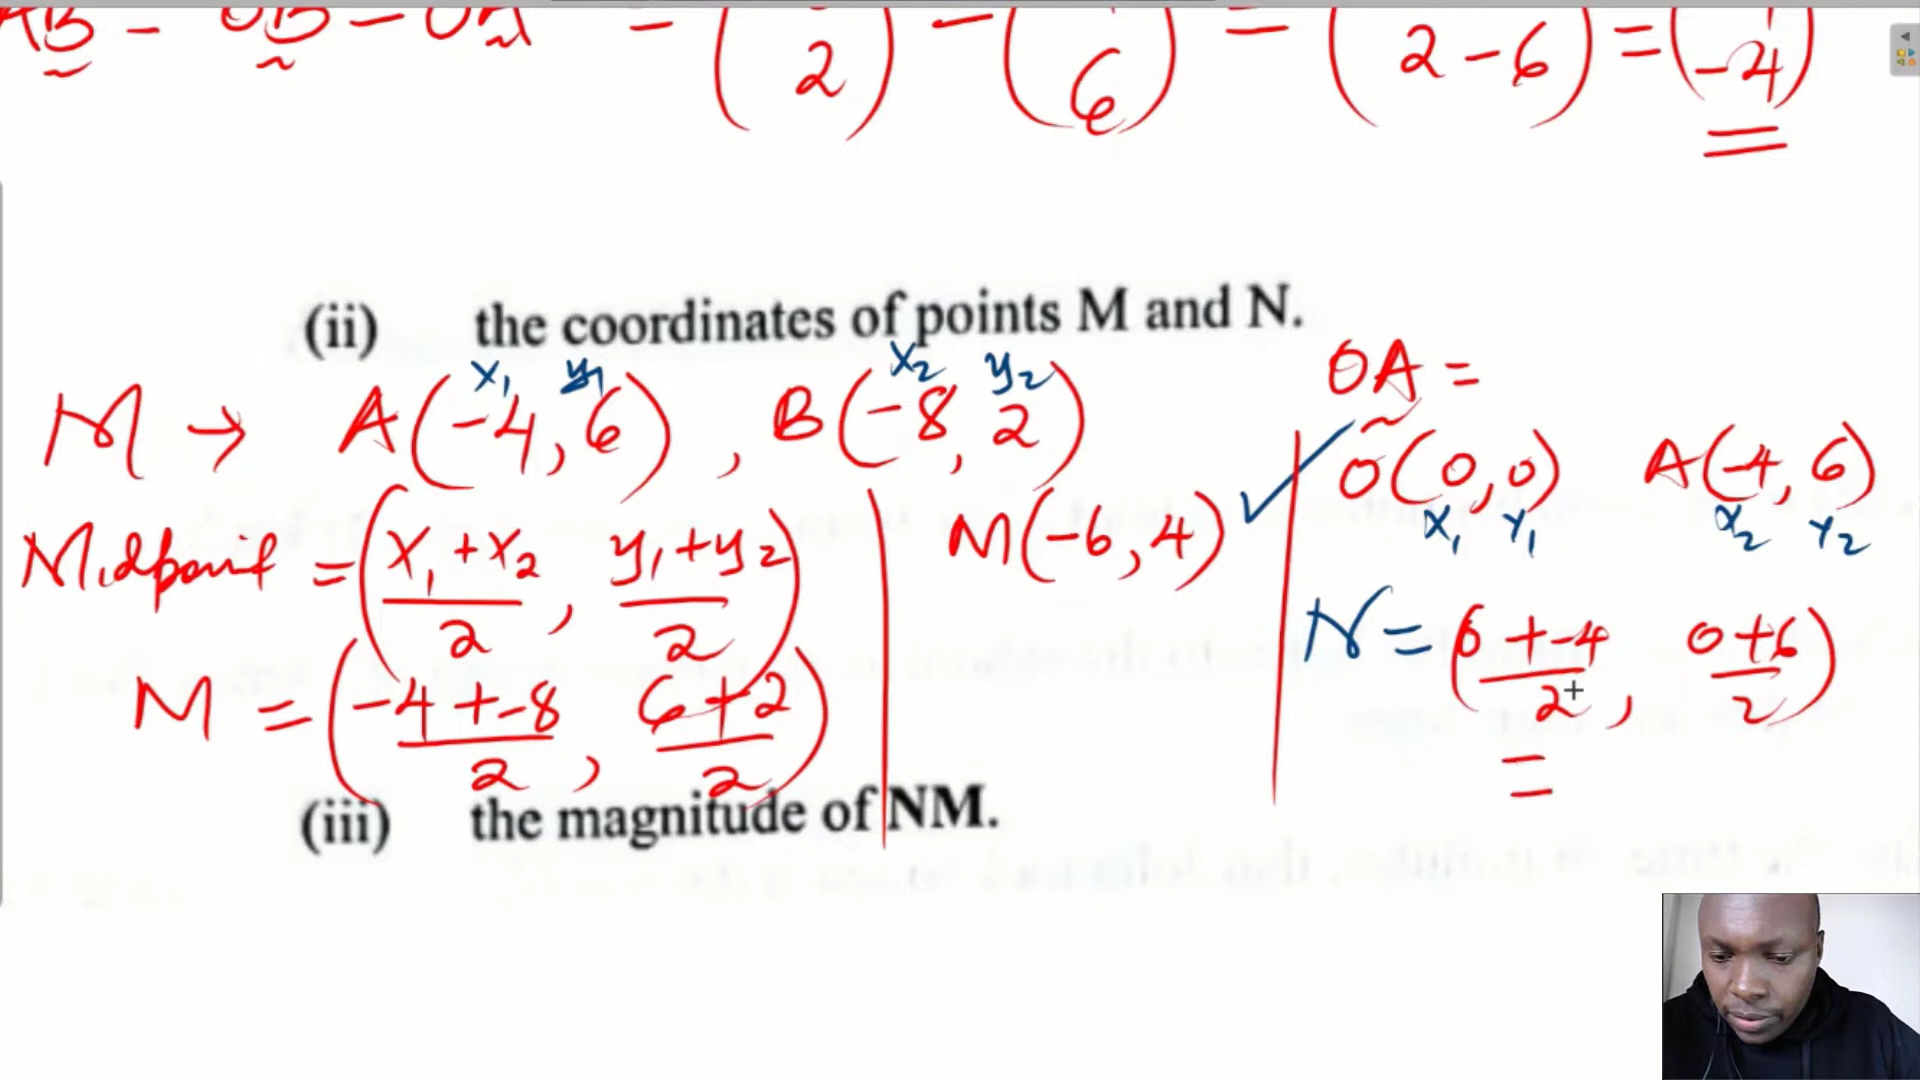 AB = OB - OA = ( 2 ) - ( 6 ) = ( 2 - 6 ) = ( -4 )
(ii) the coordinates of points M and N.
x₁ y₁ x₂ y₂
M → A(-4, 6), B(-8, 2)
Midpoint = (x₁ + x₂ / 2, y₁ + y₂ / 2)
M = (-4 + -8 / 2, 6 + 2 / 2)
M(-6, 4) ✓
OA =
O(0, 0) A(-4, 6)
x₁ y₁ x₂ y₂
N = (0 + -4 / 2, 0 + 6 / 2)
=
(iii) the magnitude of NM.